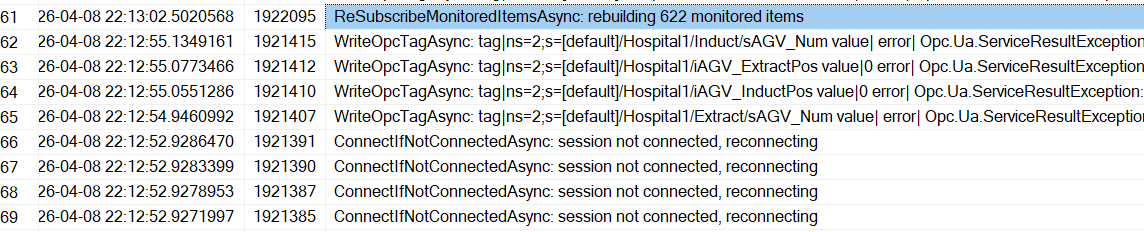 61 26-04-08 22:13:02.5020568 1922095 ReSubscribeMonitoredItemsAsync: rebuilding 622 monitored items
62 26-04-08 22:12:55.1349161 1921415 WriteOpcTagAsync: tag|ns=2;s=[default]/Hospital1/Induct/sAGV_Num value| error| Opc.Ua.ServiceResultException
63 26-04-08 22:12:55.0773466 1921412 WriteOpcTagAsync: tag|ns=2;s=[default]/Hospital1/iAGV_ExtractPos value|0 error| Opc.Ua.ServiceResultException
64 26-04-08 22:12:55.0551286 1921410 WriteOpcTagAsync: tag|ns=2;s=[default]/Hospital1/iAGV_InductPos value|0 error| Opc.Ua.ServiceResultException:
65 26-04-08 22:12:54.9460992 1921407 WriteOpcTagAsync: tag|ns=2;s=[default]/Hospital1/Extract/sAGV_Num value| error| Opc.Ua.ServiceResultException
66 26-04-08 22:12:52.9286470 1921391 ConnectIfNotConnectedAsync: session not connected, reconnecting
67 26-04-08 22:12:52.9283399 1921390 ConnectIfNotConnectedAsync: session not connected, reconnecting
68 26-04-08 22:12:52.9278953 1921387 ConnectIfNotConnectedAsync: session not connected, reconnecting
69 26-04-08 22:12:52.9271997 1921385 ConnectIfNotConnectedAsync: session not connected, reconnecting